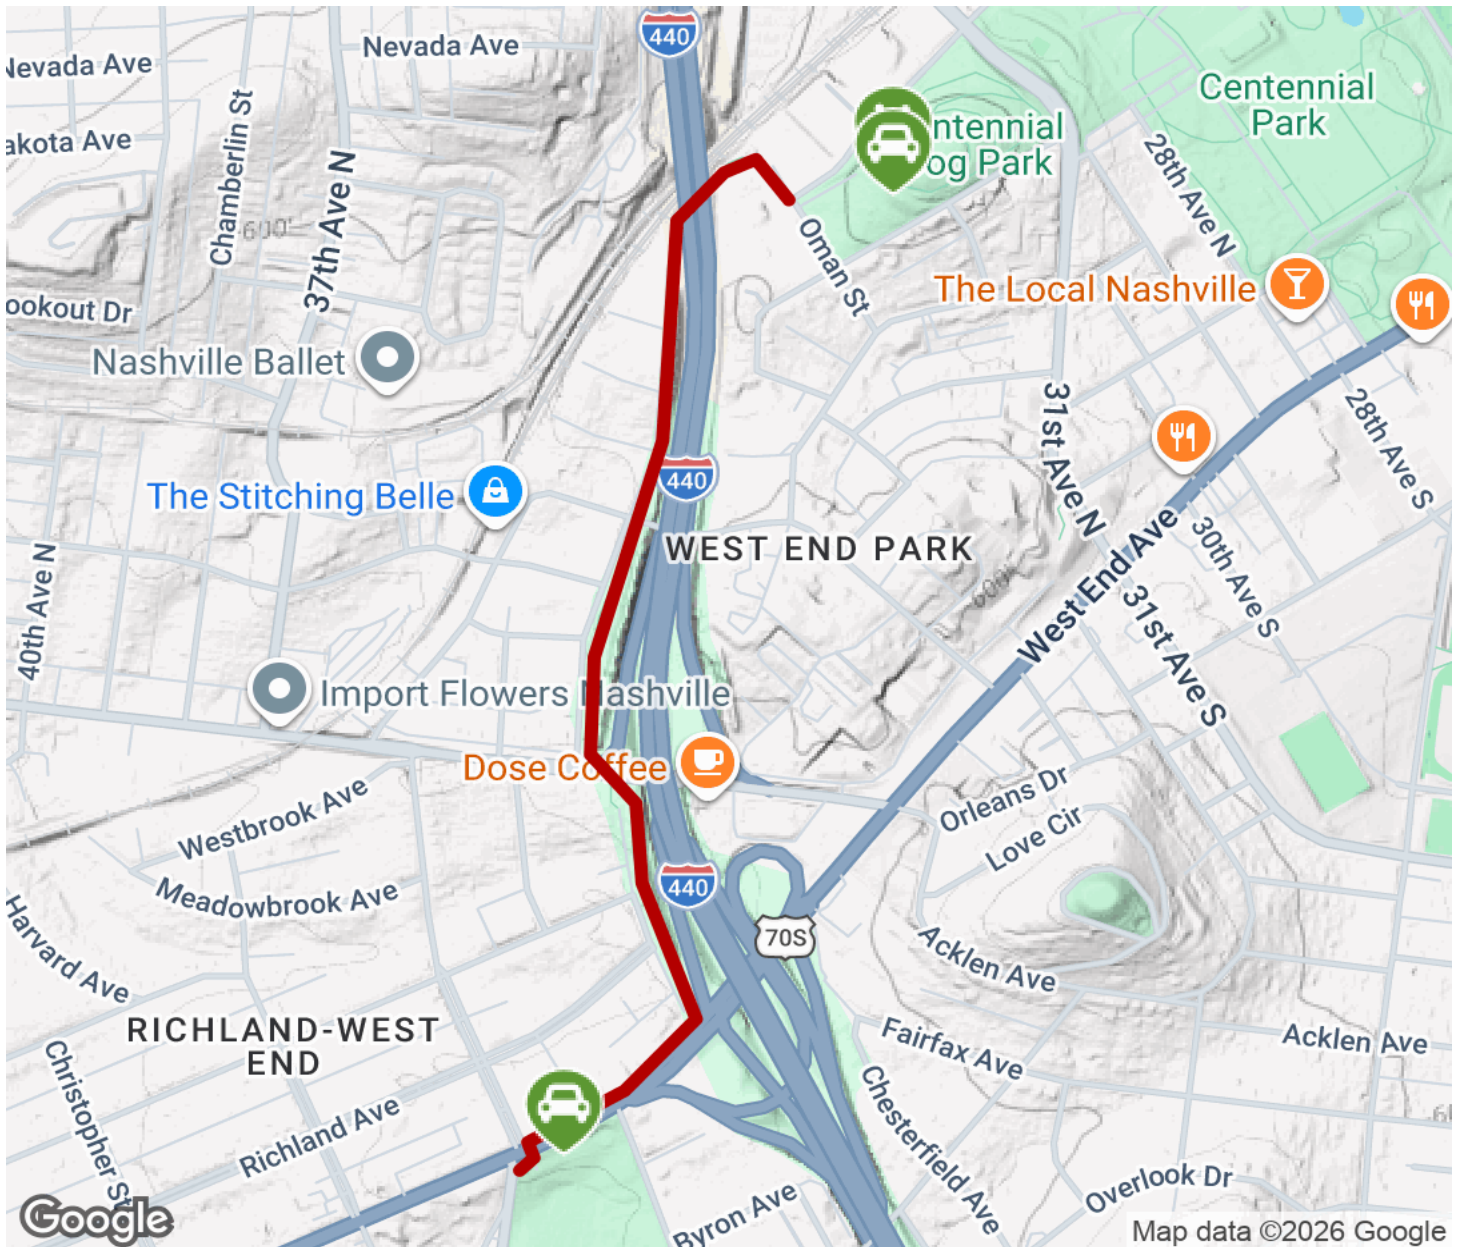 440
Nevada Ave
Nevada Ave
Centennial
Park
Chamberlin St
akota Ave
ntennial
og Park
28th Ave N
37th Ave N
600'
Oman St
The Local Nashville
ookout Dr
Nashville Ballet
31st Ave N
28th Ave S
440
The Stitching Belle
WEST END PARK
30th Ave S
40th Ave N
600'
West End Ave
31st Ave S
Import Flowers Nashville
Dose Coffee
Orleans Dr
Westbrook Ave
Love Cir
440
Meadowbrook Ave
Harvard Ave
70S
Acklen Ave
RICHLAND-WEST
END
Fairfax Ave
Acklen Ave
Christopher St
Richland Ave
Chesterfield Ave
Overlook Dr
Byron Ave
Google
Map data ©2026 Google